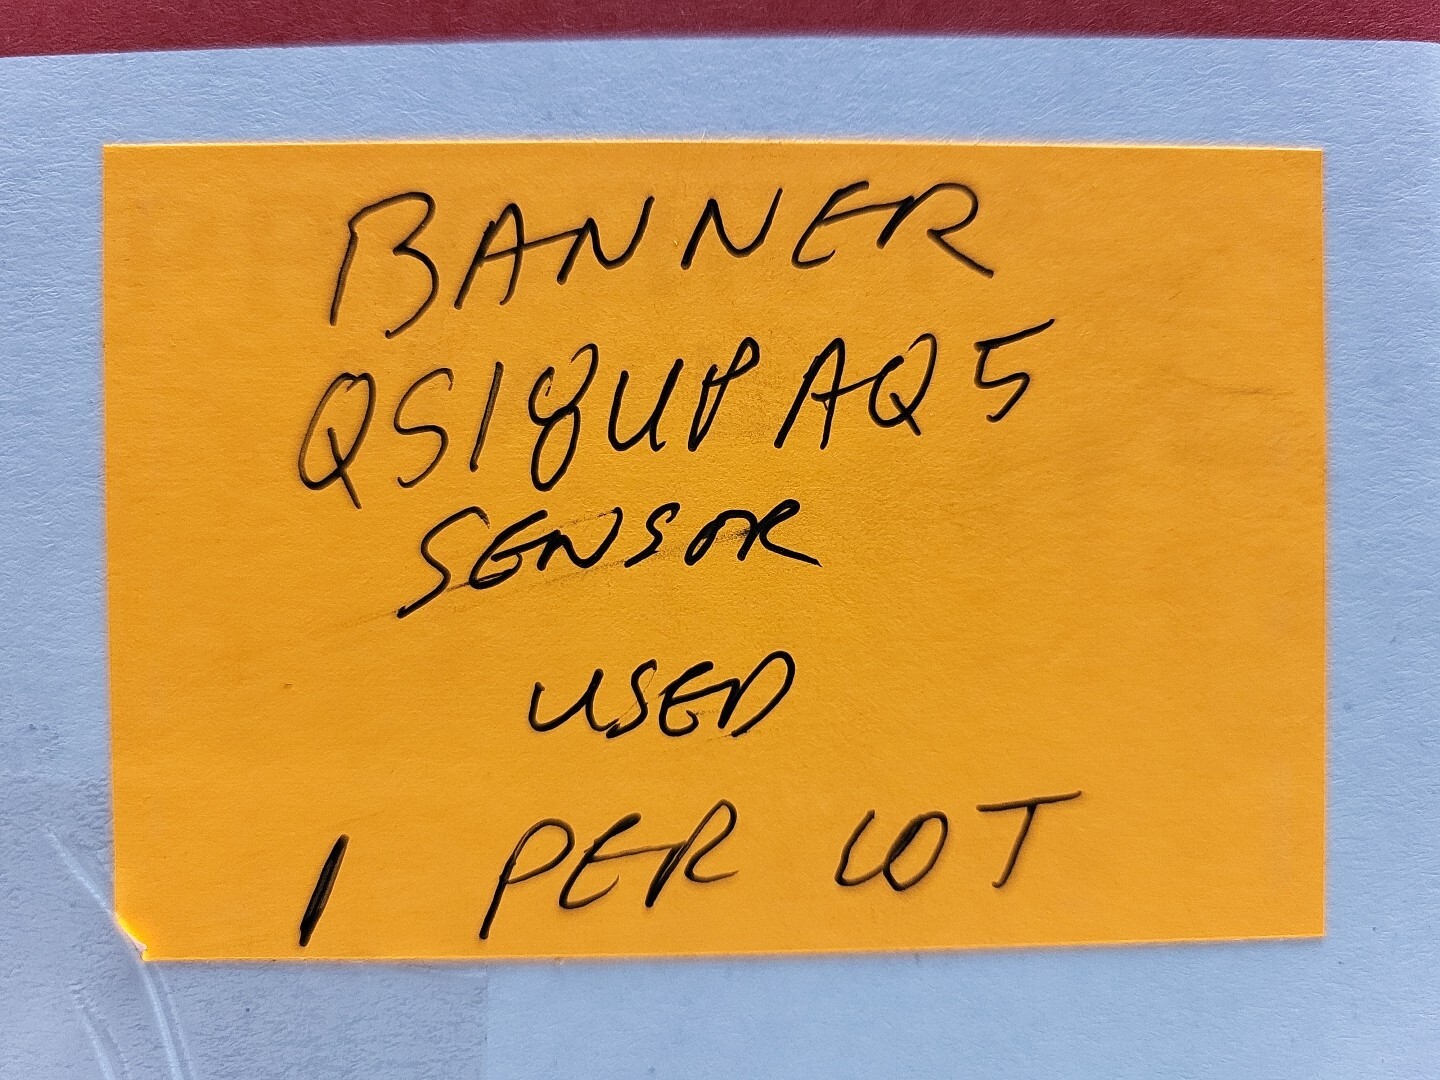 BANNER
QS18UPAQ5
SENSOR
USED
1 PER LOT